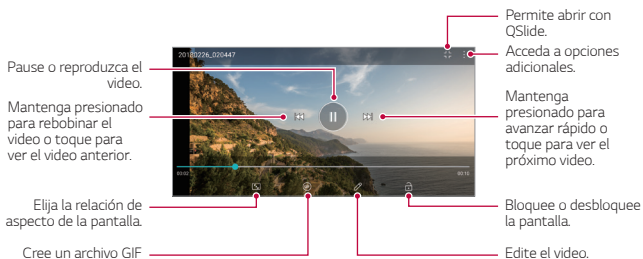 Permite abrir con
QSlide.
Acceda a opciones
adicionales.
20120226_020447
Pause o reproduzca el
video.
Mantenga presionado
para rebobinar el
video o toque para
ver el video anterior.
Mantenga
presionado para
avanzar rápido o
toque para ver el
próximo video.
00:02
00:10
Elija la relación de
aspecto de la pantalla.
Bloquee o desbloquee
la pantalla.
Cree un archivo GIF
Edite el video.